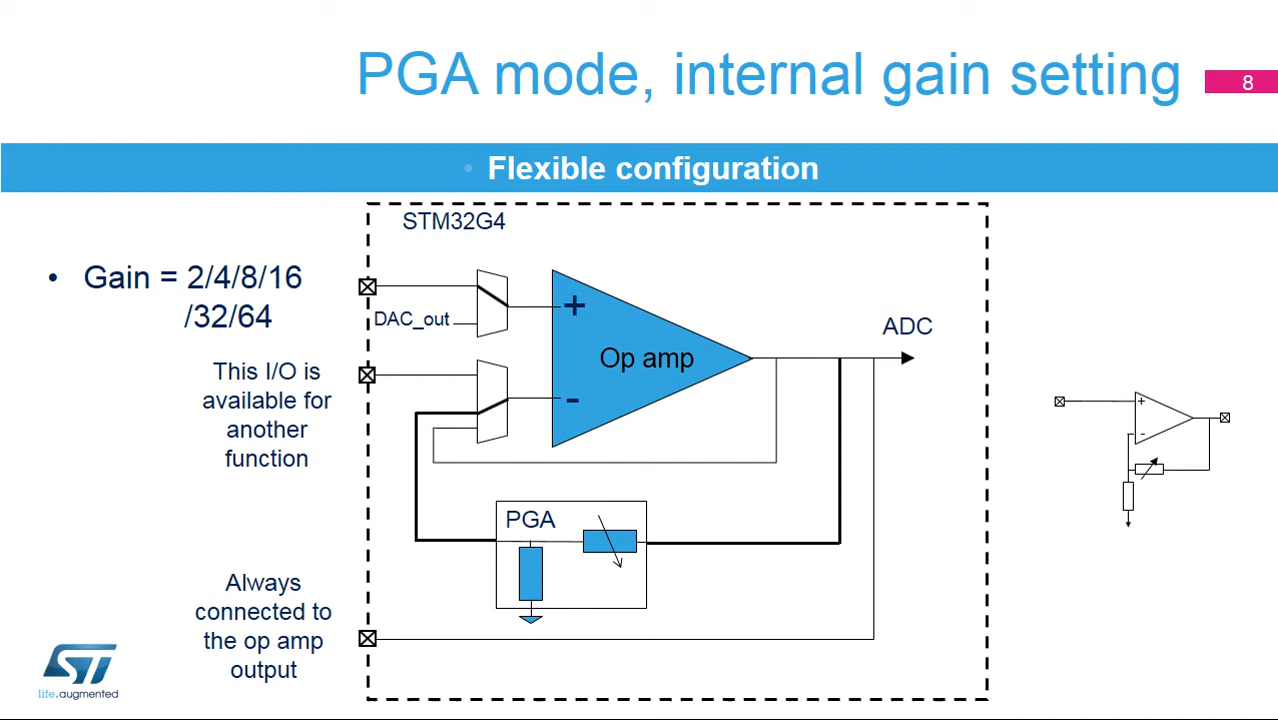 PGA mode, internal gain setting
8
• Flexible configuration
STM32G4
• Gain = 2/4/8/16
/32/64
DAC_out
+
-
Op amp
ADC
This I/O is
available for
another
function
+
-
PGA
Always
connected to
the op amp
output
ST
life.augmented